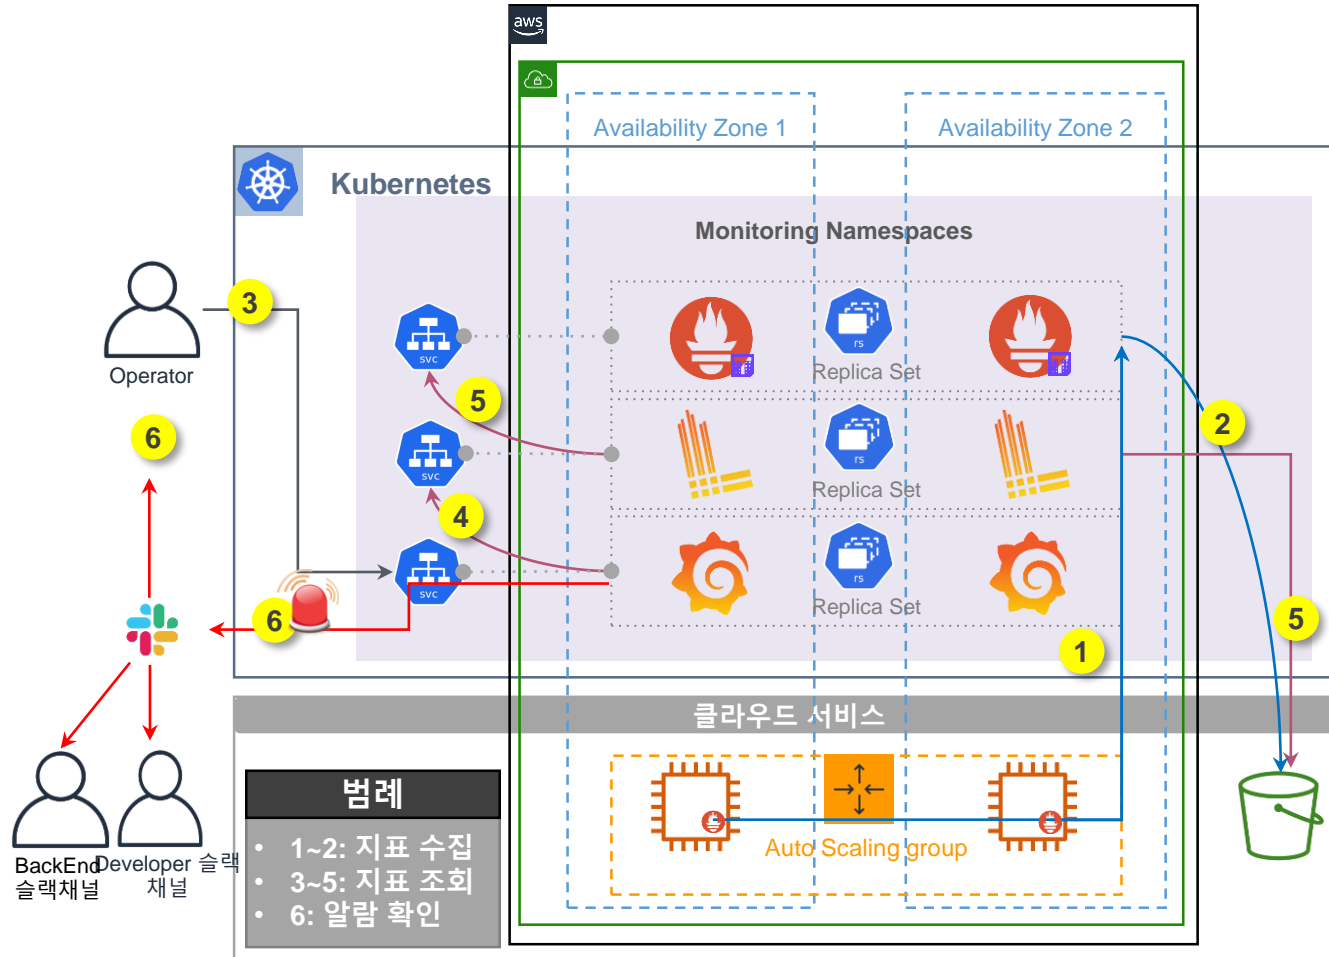 aws
Availability Zone 1
Availability Zone 2
Kubernetes
Monitoring Namespaces
3
svc
rs
Replica Set
Operator
5
2
6
svc
rs
Replica Set
4
svc
rs
Replica Set
6
5
1
클라우드 서비스
범례
• 1~2: 지표 수집
• 3~5: 지표 조회
• 6: 알람 확인
Auto Scaling group
BackEnd
슬랙채널
Developer 슬랙
채널